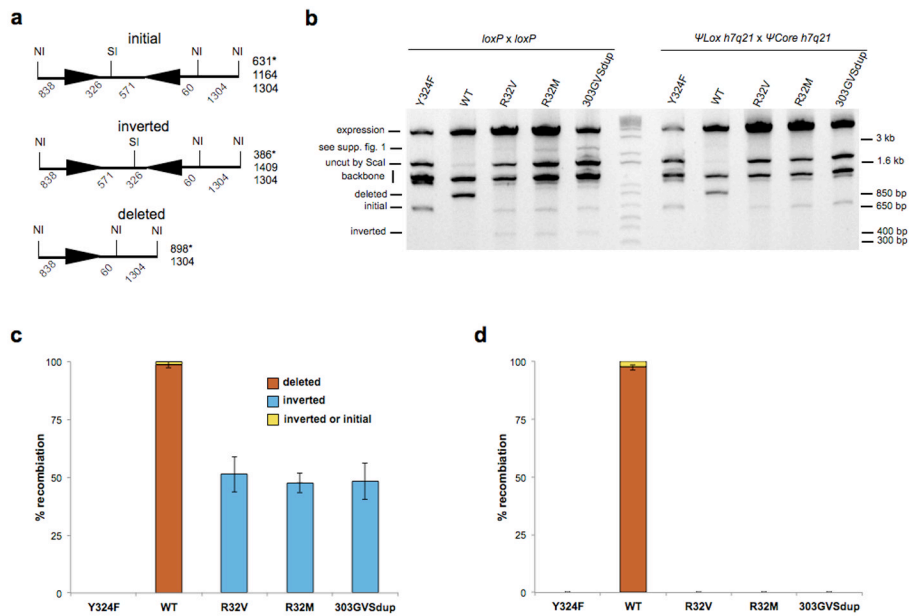 a
initial
NI SI NI NI
838 326 571 60 1304
631*
1164
1304
inverted
NI SI NI NI
838 571 326 60 1304
386*
1409
1304
deleted
NI NI NI
838 60 1304
898*
1304
b
loxP x loxP
ΨLox h7q21 x ΨCore h7q21
Y324F WT R32V R32M 303GVSdup Y324F WT R32V R32M 303GVSdup
expression
see supp. fig. 1
uncut by ScaI
backbone
deleted
initial
inverted
3 kb
1.6 kb
850 bp
650 bp
400 bp
300 bp
c
% recombiation
100
75
50
25
0
Y324F WT R32V R32M 303GVSdup
deleted
inverted
inverted or initial
d
% recombiation
100
75
50
25
0
Y324F WT R32V R32M 303GVSdup